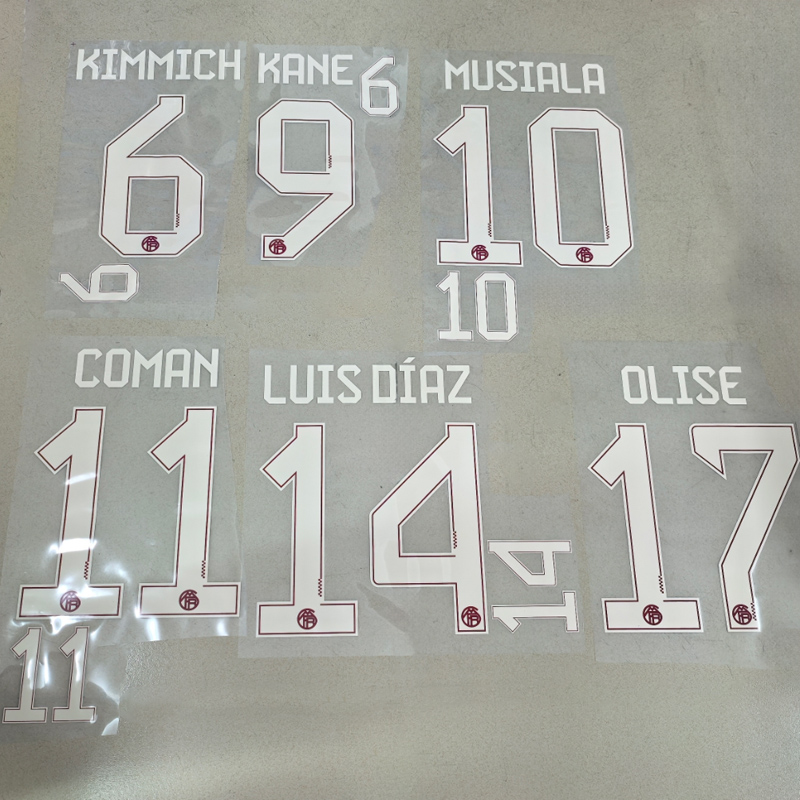 KIMMICH
6
6
KANE
6
9
MUSIALA
10
10
COMAN
11
11
LUIS DÍAZ
14
14
OLISE
17